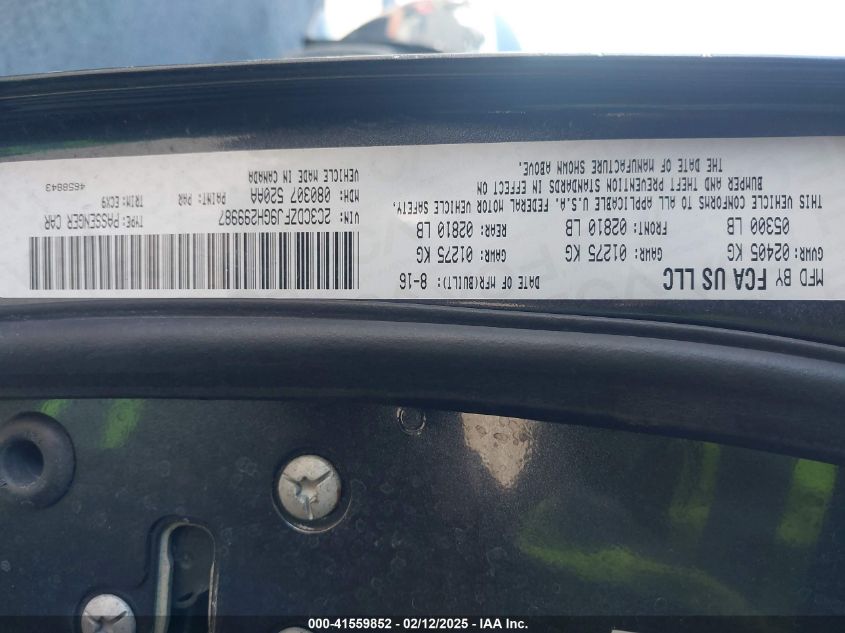 MFD BY FCA US LLC
DATE OF MFR(BUILT): 8-16
GVWR: 02405 KG
GAWR: 01275 KG
GAWR: 01275 KG
05300 LB
FRONT: 02810 LB
REAR: 02810 LB
THIS VEHICLE CONFORMS TO ALL APPLICABLE U.S.A. FEDERAL MOTOR VEHICLE SAFETY,
BUMPER AND THEFT PREVENTION STANDARDS IN EFFECT ON
THE DATE OF MANUFACTURE SHOWN ABOVE.
VIN: 2C3CDZFJ9GH299987
TYPE: PASSENGER CAR
MDH: 080307 520AA
PAINT: PAR
TRIM: ECX9
VEHICLE MADE IN CANADA
4658843
000-41559852 — 02/12/2025 — IAA Inc.